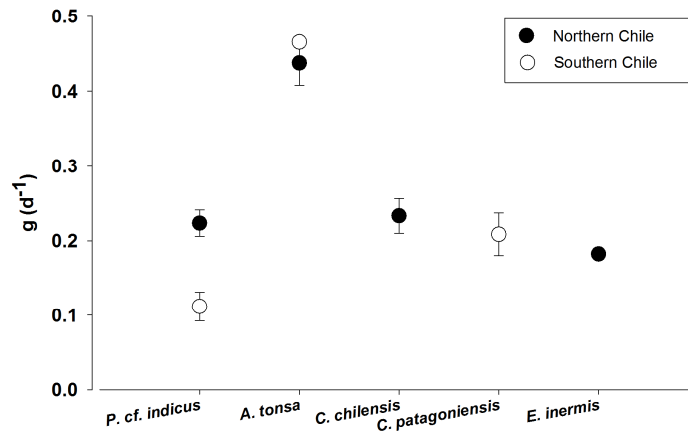 0.5
0.4
0.3
0.2
0.1
0.0
g (d⁻¹)
Northern Chile
Southern Chile
P. cf. indicus
A. tonsa
C. chilensis
C. patagoniensis
E. inermis